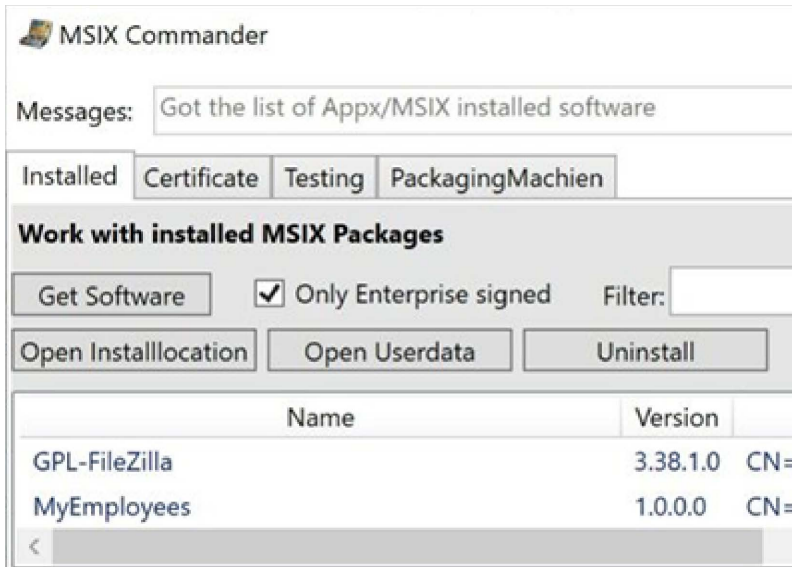 MSIX Commander
Messages: Got the list of Appx/MSIX installed software
Installed Certificate Testing PackagingMachien
Work with installed MSIX Packages
Get Software Only Enterprise signed Filter:
Open Installlocation Open Userdata Uninstall
Name Version
GPL-FileZilla 3.38.1.0 CN=
MyEmployees 1.0.0.0 CN=